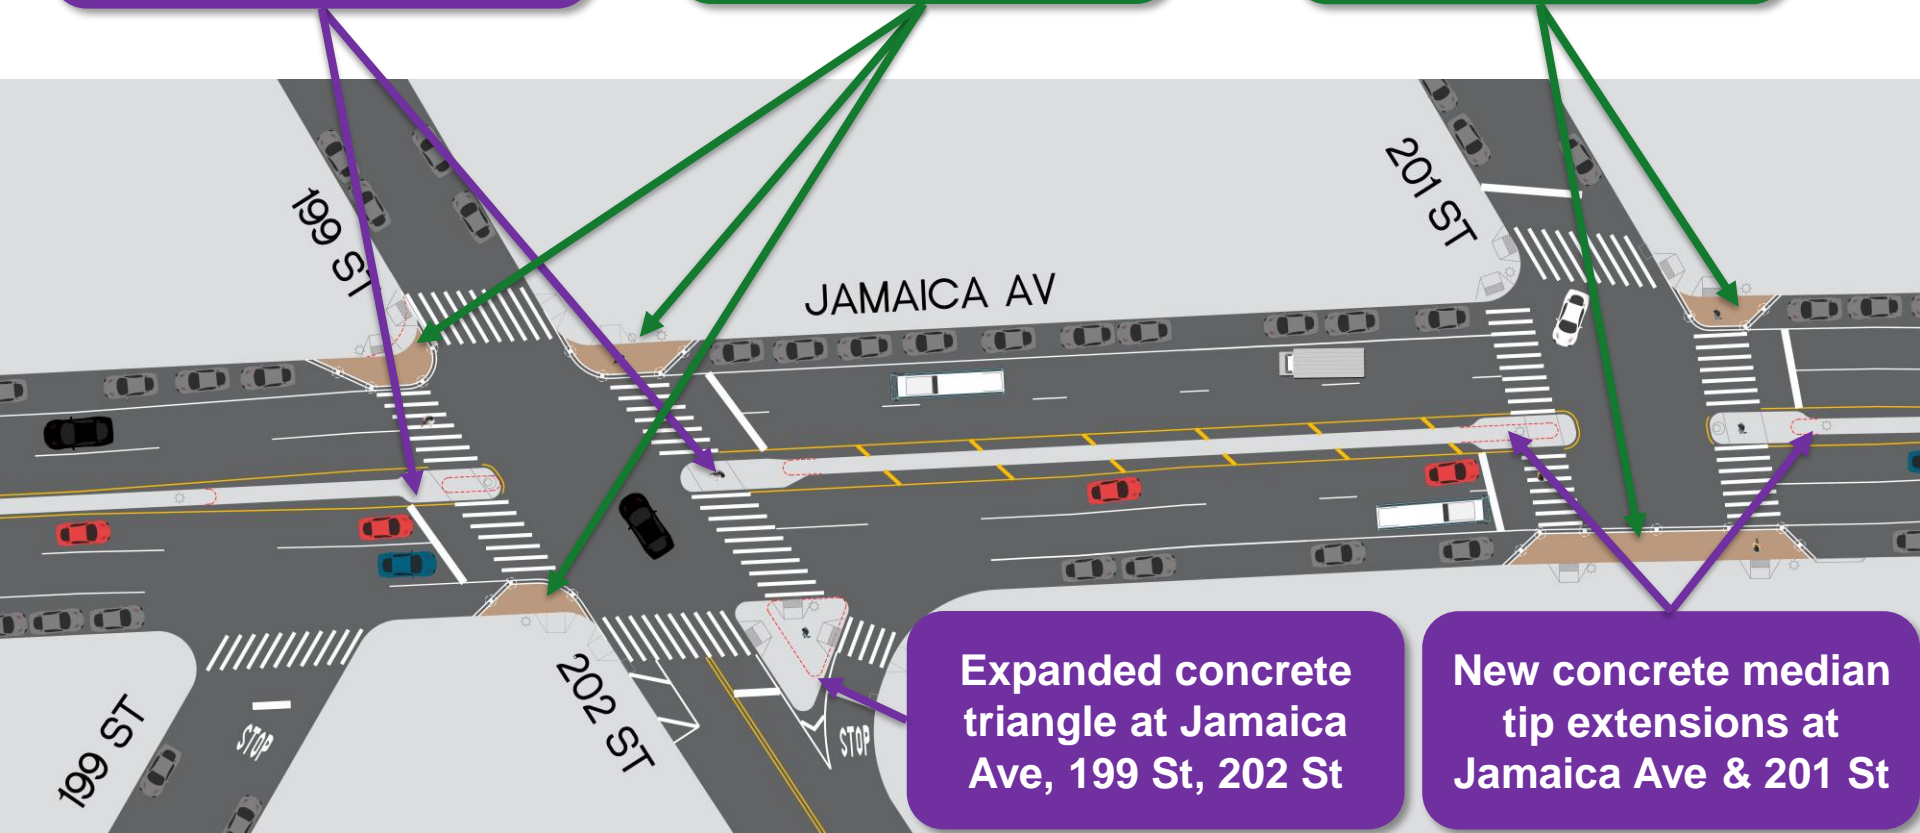 199 ST
201 ST
JAMAICA AV
199 ST
STOP
202 ST
STOP
Expanded concrete
triangle at Jamaica
Ave, 199 St, 202 St
New concrete median
tip extensions at
Jamaica Ave & 201 St